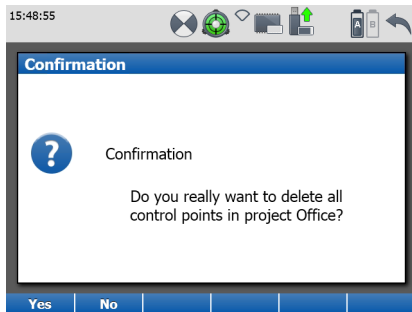 15:48:55
A
B
Confirmation
Confirmation
Do you really want to delete all
control points in project Office?
Yes No